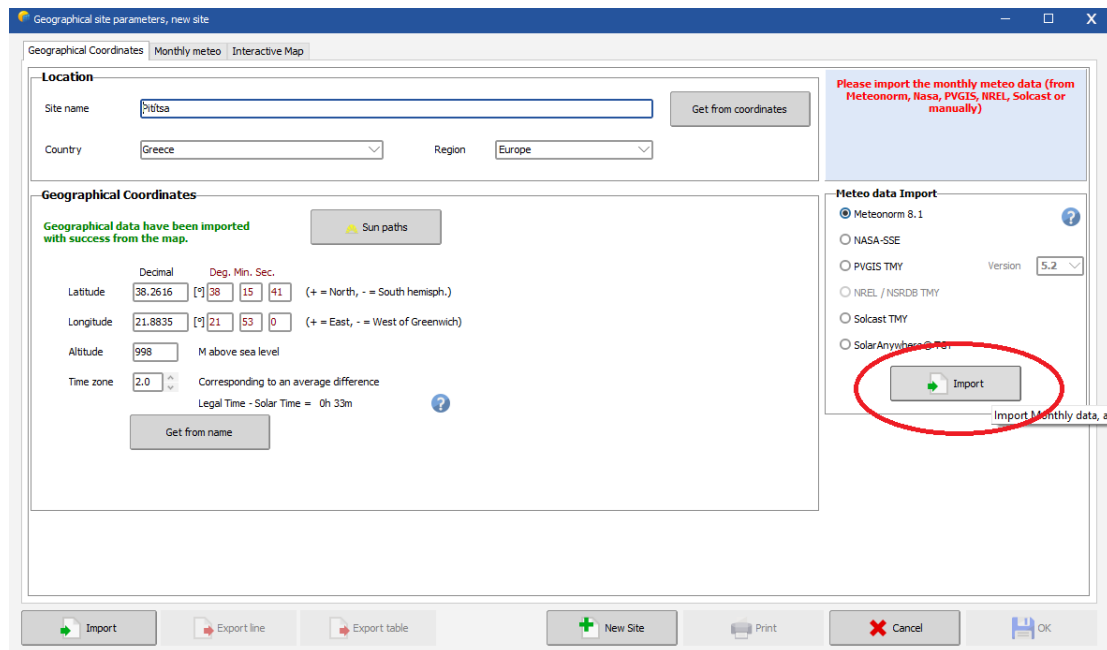 Geographical site parameters, new site
Geographical Coordinates Monthly meteo Interactive Map
Location
Site name Pitítsa Get from coordinates
Country Greece Region Europe
Please import the monthly meteo data (from
Meteonorm, Nasa, PVGIS, NREL, Solcast or
manually)
Geographical Coordinates
Geographical data have been imported
with success from the map.
Sun paths
Decimal Deg. Min. Sec.
Latitude 38.2616 [°] 38 15 41 (+ = North, - = South hemisph.)
Longitude 21.8835 [°] 21 53 0 (+ = East, - = West of Greenwich)
Altitude 998 M above sea level
Time zone 2.0 Corresponding to an average difference
Legal Time - Solar Time = 0h 33m ?
Get from name
Meteo data Import
Meteonorm 8.1 ?
NASA-SSE
PVGIS TMY Version 5.2
NREL / NSRDB TMY
Solcast TMY
SolarAnywhere® TGY
Import
Import Monthly data, a
Import Export line Export table New Site Print Cancel OK